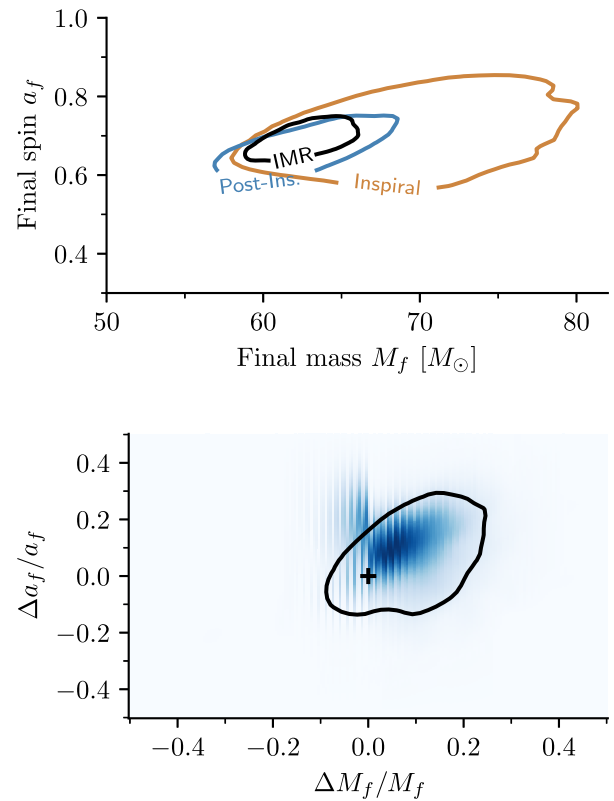 1.0
0.8
0.6
0.4
Final spin a_f
IMR
Post-Ins.
Inspiral
50 60 70 80
Final mass M_f [M_⊙]
0.4
0.2
0.0
−0.2
−0.4
Δa_f/a_f
−0.4 −0.2 0.0 0.2 0.4
ΔM_f/M_f